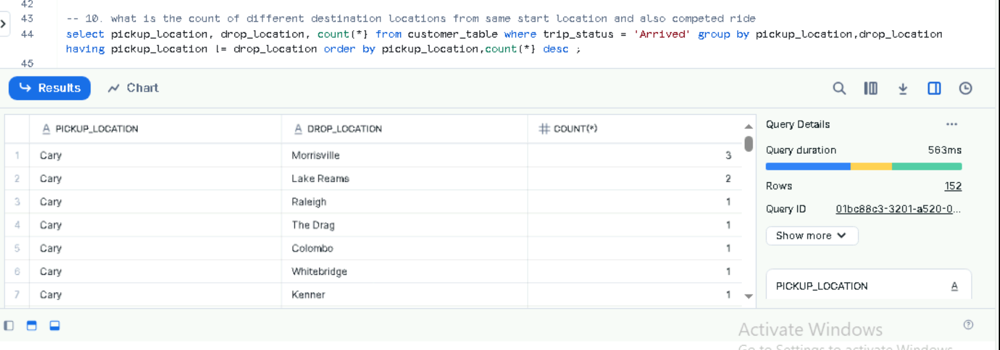 42
43 -- 10. what is the count of different destination locations from same start location and also competed ride
44 select pickup_location, drop_location, count(*) from customer_table where trip_status = 'Arrived' group by pickup_location,drop_location
having pickup_location != drop_location order by pickup_location,count(*) desc ;
45
Results Chart
PICKUP_LOCATION DROP_LOCATION COUNT(*)
1 Cary Morrisville 3
2 Cary Lake Reams 2
3 Cary Raleigh 1
4 Cary The Drag 1
5 Cary Colombo 1
6 Cary Whitebridge 1
7 Cary Kenner 1
Query Details ...
Query duration 563ms
Rows 152
Query ID 01bc88c3-3201-a520-0...
Show more
PICKUP_LOCATION A
Activate Windows
Go to Settings to activate Windows.